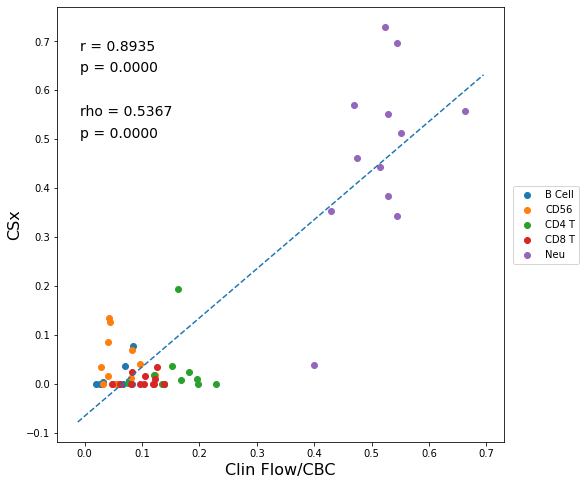 r = 0.8935
p = 0.0000
rho = 0.5367
p = 0.0000
CSx
0.7
0.6
0.5
0.4
0.3
0.2
0.1
0.0
−0.1
0.0 0.1 0.2 0.3 0.4 0.5 0.6 0.7
Clin Flow/CBC
B Cell
CD56
CD4 T
CD8 T
Neu